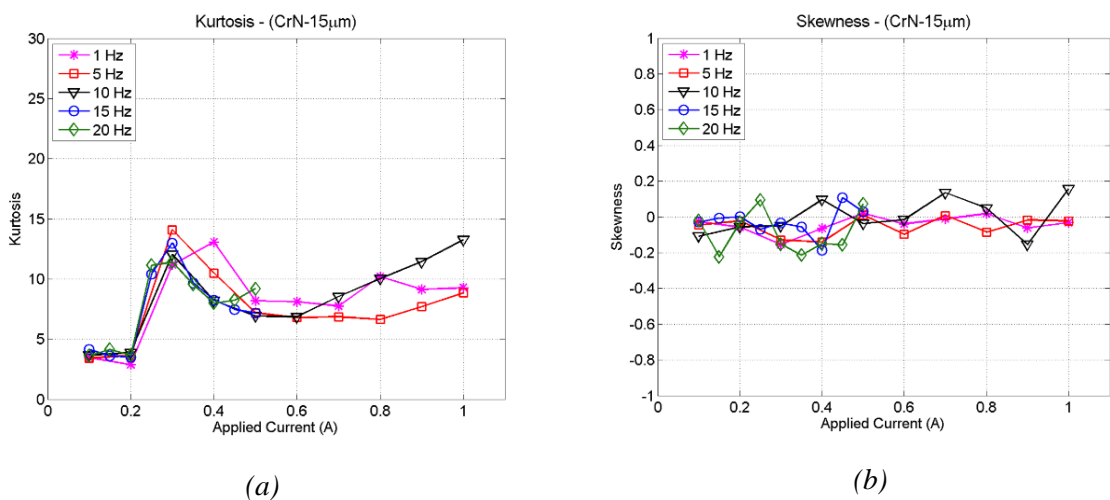 Kurtosis - (CrN-15μm)
30
25
20
15
10
5
0
Kurtosis
1 Hz
5 Hz
10 Hz
15 Hz
20 Hz
0 0.2 0.4 0.6 0.8 1
Applied Current (A)
(a)
Skewness - (CrN-15μm)
1
0.8
0.6
0.4
0.2
0
-0.2
-0.4
-0.6
-0.8
-1
Skewness
1 Hz
5 Hz
10 Hz
15 Hz
20 Hz
0 0.2 0.4 0.6 0.8 1
Applied Current (A)
(b)